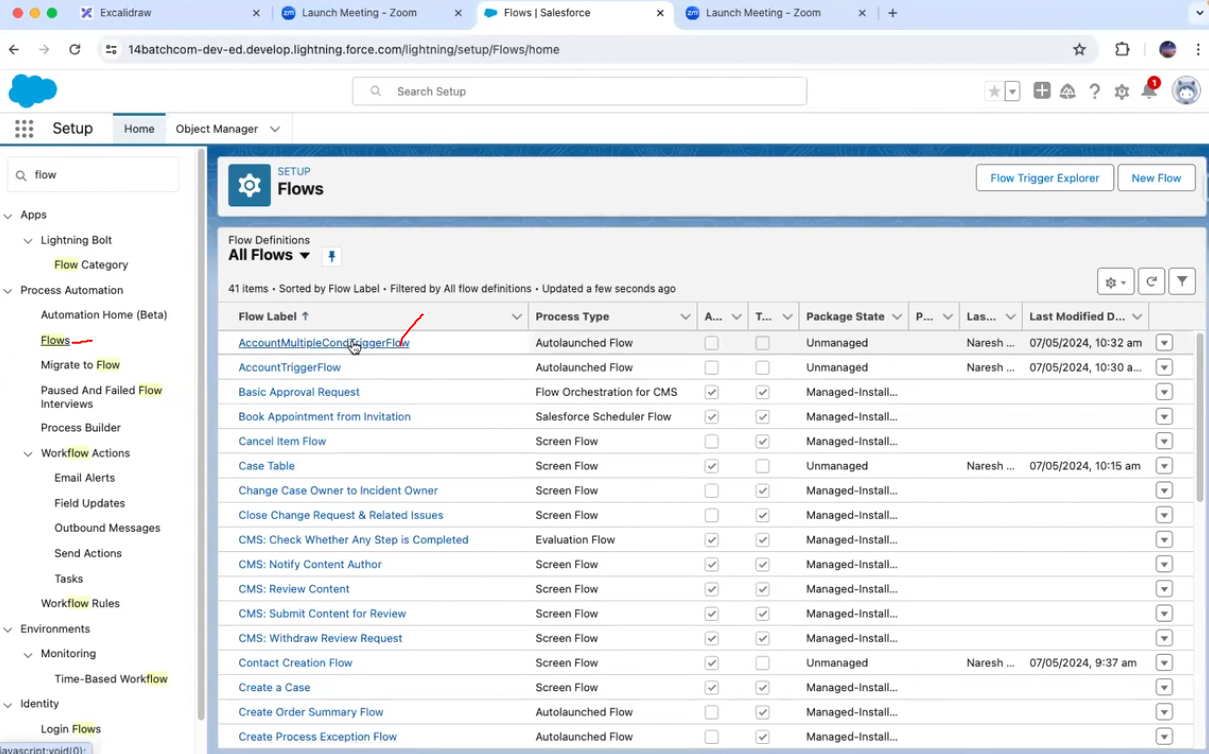 Excalidraw
Launch Meeting - Zoom
Flows | Salesforce
Launch Meeting - Zoom
14batchcom-dev-ed.develop.lightning.force.com/lightning/setup/Flows/home
Search Setup
1
Setup
Home
Object Manager
flow
Apps
Lightning Bolt
Flow Category
Process Automation
Automation Home (Beta)
Flows
Migrate to Flow
Paused And Failed Flow
Interviews
Process Builder
Workflow Actions
Email Alerts
Field Updates
Outbound Messages
Send Actions
Tasks
Workflow Rules
Environments
Monitoring
Time-Based Workflow
Identity
Login Flows
javascript:void(0);
SETUP
Flows
Flow Trigger Explorer
New Flow
Flow Definitions
All Flows
41 items • Sorted by Flow Label • Filtered by All flow definitions • Updated a few seconds ago
Flow Label ↑ Process Type A... T... Package State P... Las... Last Modified D...
AccountMultipleCondTriggerFlow Autolaunched Flow Unmanaged Naresh ... 07/05/2024, 10:32 am
AccountTriggerFlow Autolaunched Flow Unmanaged Naresh ... 07/05/2024, 10:30 a...
Basic Approval Request Flow Orchestration for CMS Managed-Install...
Book Appointment from Invitation Salesforce Scheduler Flow Managed-Install...
Cancel Item Flow Screen Flow Managed-Install...
Case Table Screen Flow Unmanaged Naresh ... 07/05/2024, 10:15 am
Change Case Owner to Incident Owner Screen Flow Managed-Install...
Close Change Request & Related Issues Screen Flow Managed-Install...
CMS: Check Whether Any Step is Completed Evaluation Flow Managed-Install...
CMS: Notify Content Author Screen Flow Managed-Install...
CMS: Review Content Screen Flow Managed-Install...
CMS: Submit Content for Review Screen Flow Managed-Install...
CMS: Withdraw Review Request Screen Flow Managed-Install...
Contact Creation Flow Screen Flow Unmanaged Naresh ... 07/05/2024, 9:37 am
Create a Case Screen Flow Managed-Install...
Create Order Summary Flow Autolaunched Flow Managed-Install...
Create Process Exception Flow Autolaunched Flow Managed-Install...